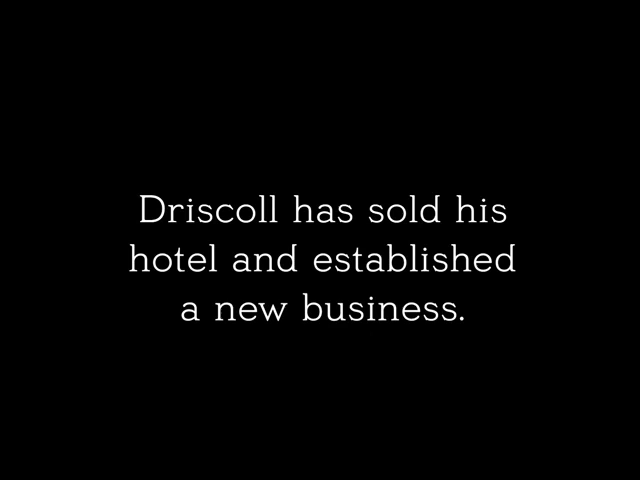 Driscoll has sold his
hotel and established
a new business.